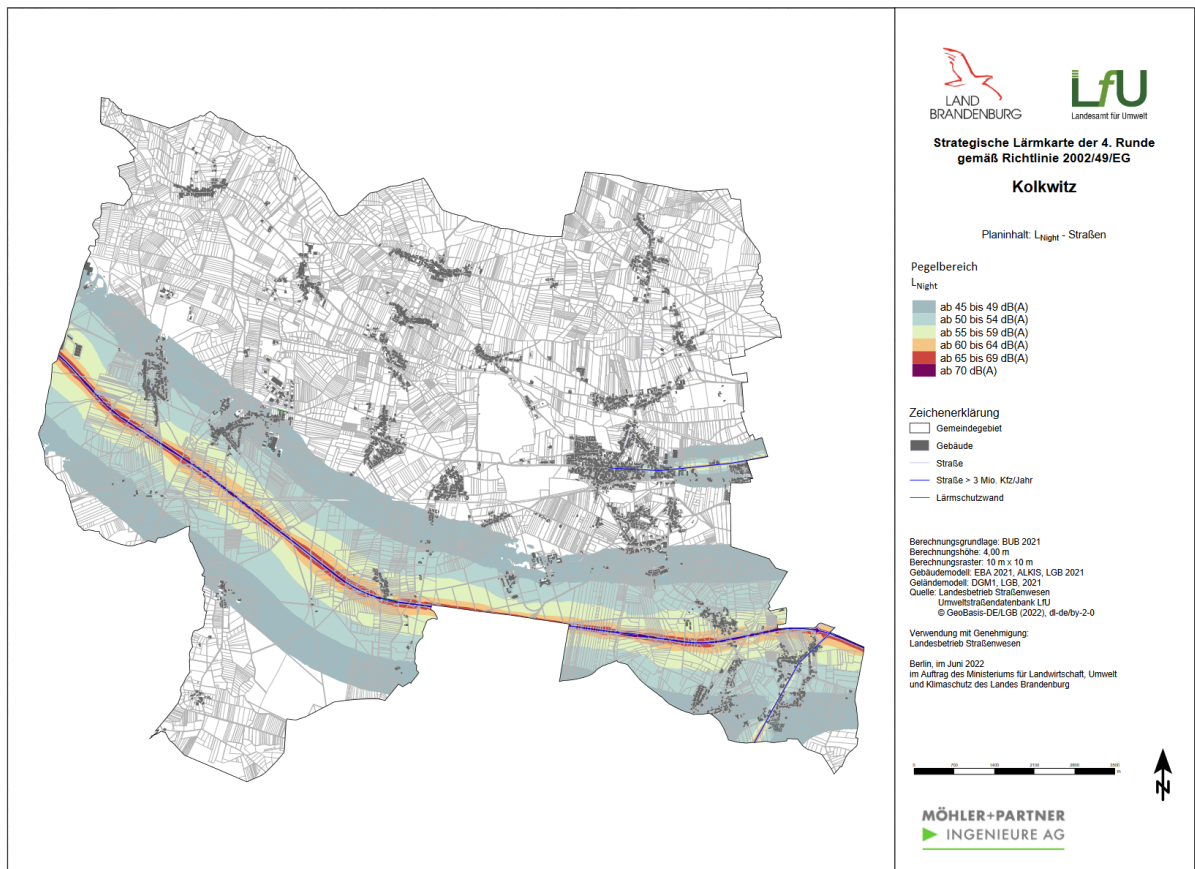 LAND
BRANDENBURG
LfU
Landesamt für Umwelt
Strategische Lärmkarte der 4. Runde
gemäß Richtlinie 2002/49/EG
Kolkwitz
Planinhalt: LNight - Straßen
Pegelbereich
LNight
ab 45 bis 49 dB(A)
ab 50 bis 54 dB(A)
ab 55 bis 59 dB(A)
ab 60 bis 64 dB(A)
ab 65 bis 69 dB(A)
ab 70 dB(A)
Zeichenerklärung
Gemeindegebiet
Gebäude
Straße
Straße > 3 Mio. Kfz/Jahr
Lärmschutzwand
Berechnungsgrundlage: BUB 2021
Berechnungshöhe: 4,00 m
Berechnungsraster: 10 m x 10 m
Gebäudemodell: EBA 2021, ALKIS, LGB 2021
Geländemodell: DGM1, LGB, 2021
Quelle: Landesbetrieb Straßenwesen
Umweltstraßendatenbank LfU
© GeoBasis-DE/LGB (2022), dl-de/by-2-0
Verwendung mit Genehmigung:
Landesbetrieb Straßenwesen
Berlin, im Juni 2022
im Auftrag des Ministeriums für Landwirtschaft, Umwelt
und Klimaschutz des Landes Brandenburg
0 700 1400 2100 2800 3500
m
N
MÖHLER+PARTNER
INGENIEURE AG